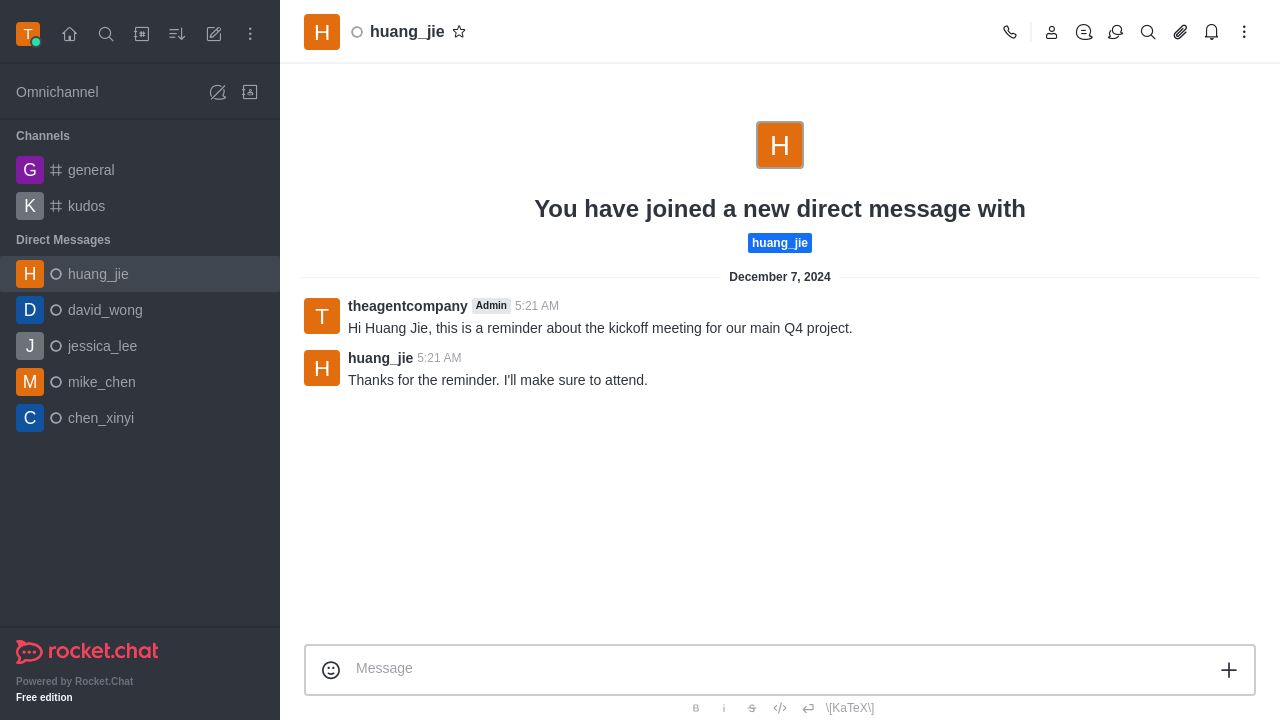 T
Omnichannel
Channels
G general
K kudos
Direct Messages
H huang_jie
D david_wong
J jessica_lee
M mike_chen
C chen_xinyi
rocket.chat
Powered by Rocket.Chat
Free edition
H huang_jie
H
You have joined a new direct message with
huang_jie
December 7, 2024
T theagentcompany Admin 5:21 AM
Hi Huang Jie, this is a reminder about the kickoff meeting for our main Q4 project.
H huang_jie 5:21 AM
Thanks for the reminder. I'll make sure to attend.
Message
B i S \[KaTeX\]